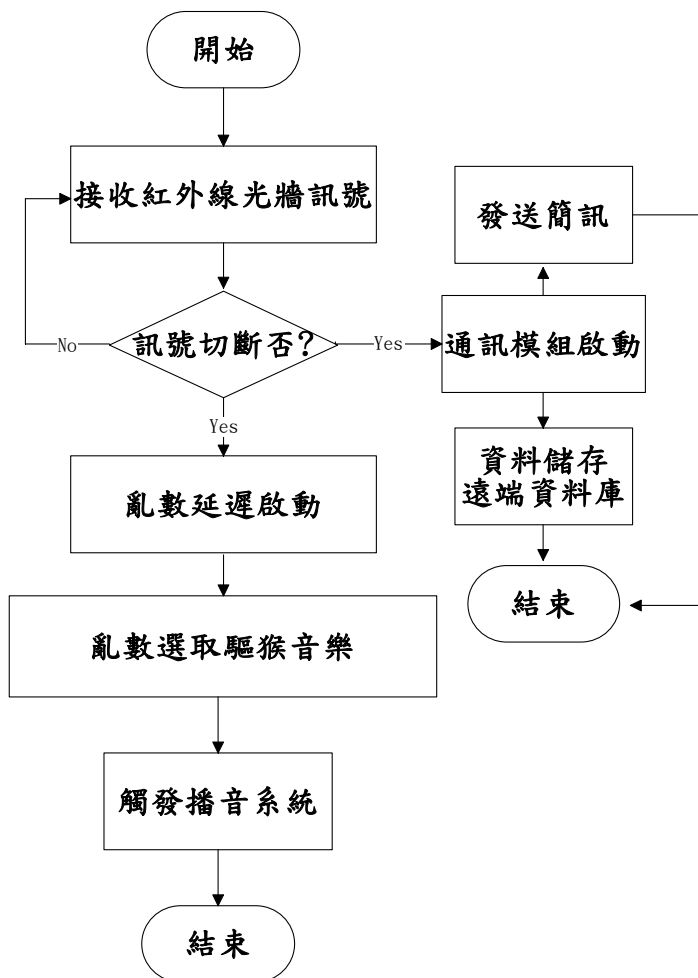 開始
接收紅外線光牆訊號
發送簡訊
訊號切斷否?
No
Yes
通訊模組啟動
Yes
資料儲存
遠端資料庫
亂數延遲啟動
結束
亂數選取驅猴音樂
觸發播音系統
結束